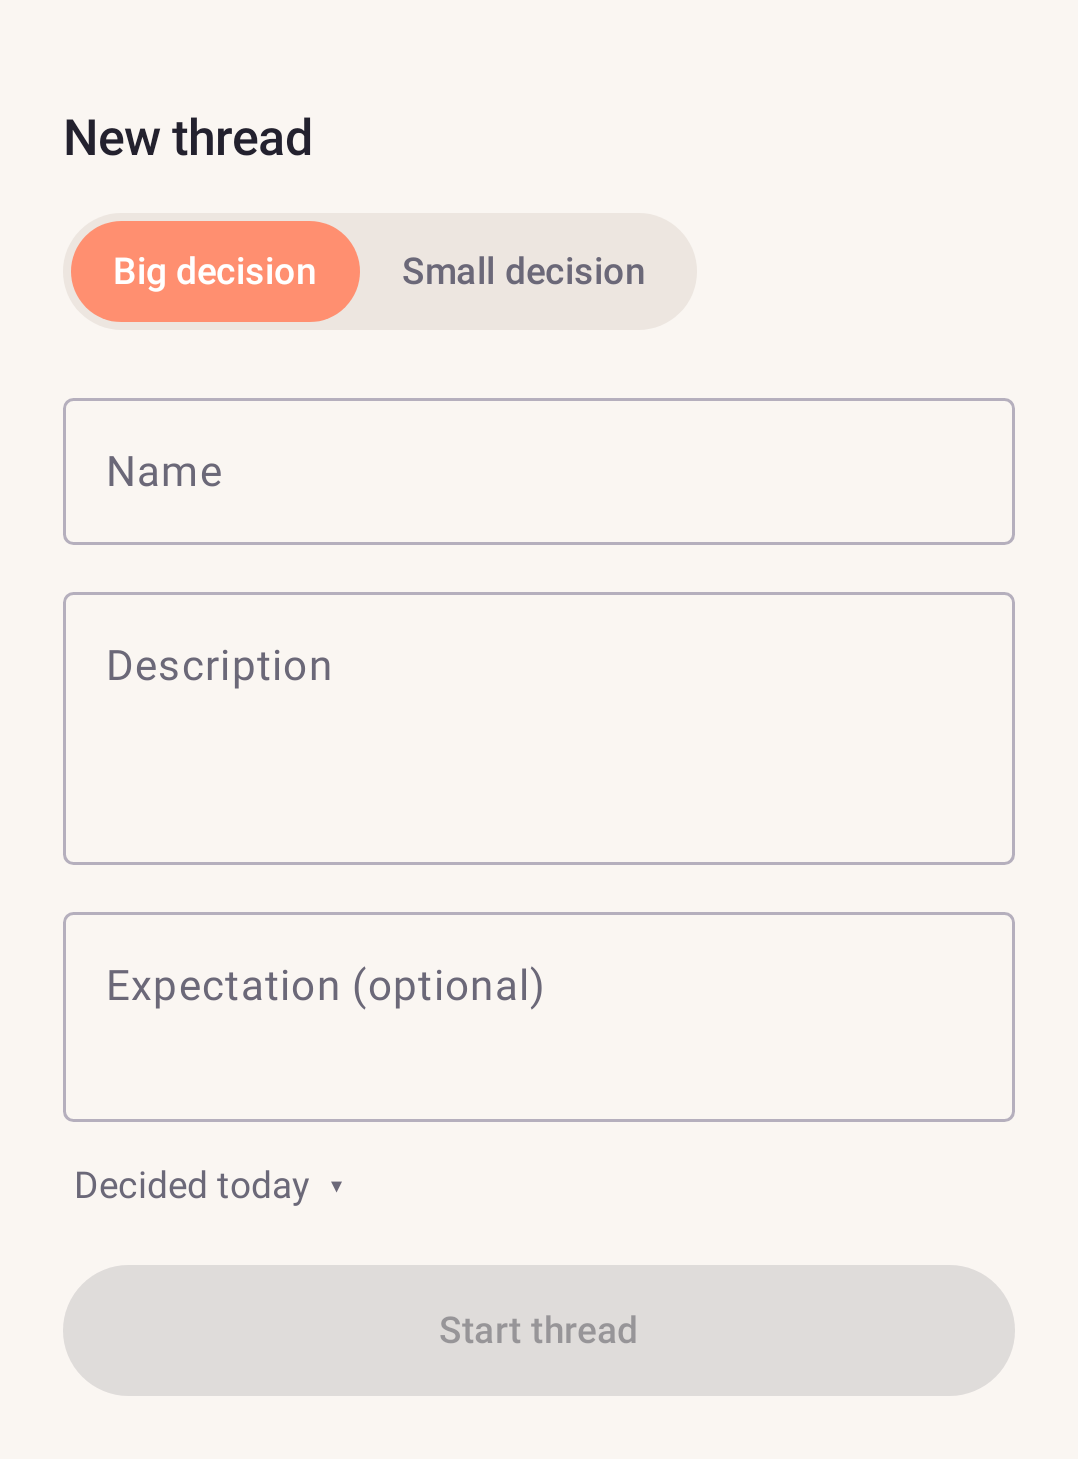 New thread
Big decision Small decision
Name
Description
Expectation (optional)
Decided today ▾
Start thread